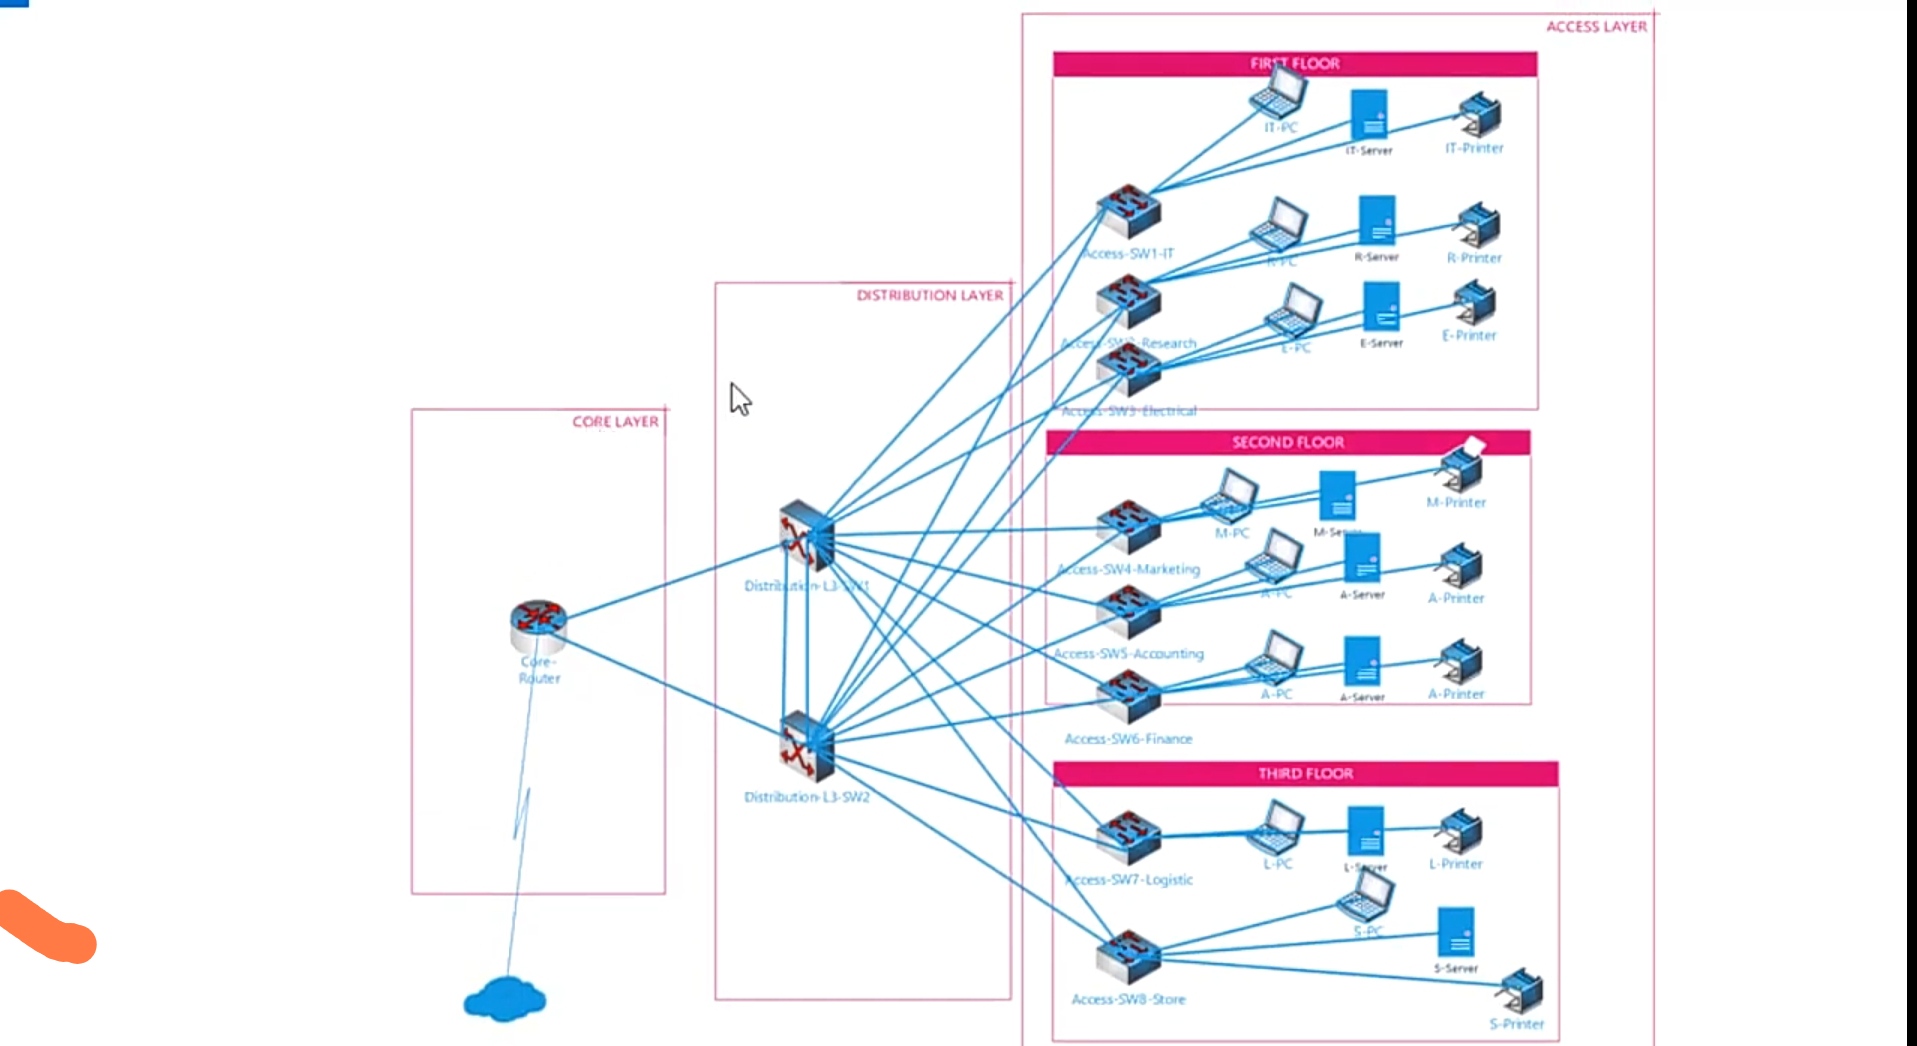 ACCESS LAYER
FIRST FLOOR
IT-PC
IT-Server
IT-Printer
Access-SW1-IT
R-PC
R-Server
R-Printer
Access-SW2-Research
E-PC
E-Server
E-Printer
Access-SW3-Electrical
DISTRIBUTION LAYER
Distribution-L3-SW1
Distribution-L3-SW2
CORE LAYER
Core-
Router
SECOND FLOOR
M-PC
M-Server
M-Printer
Access-SW4-Marketing
A-PC
A-Server
A-Printer
Access-SW5-Accounting
A-PC
A-Server
A-Printer
Access-SW6-Finance
THIRD FLOOR
L-PC
L-Server
L-Printer
Access-SW7-Logistic
S-PC
S-Server
S-Printer
Access-SW8-Store